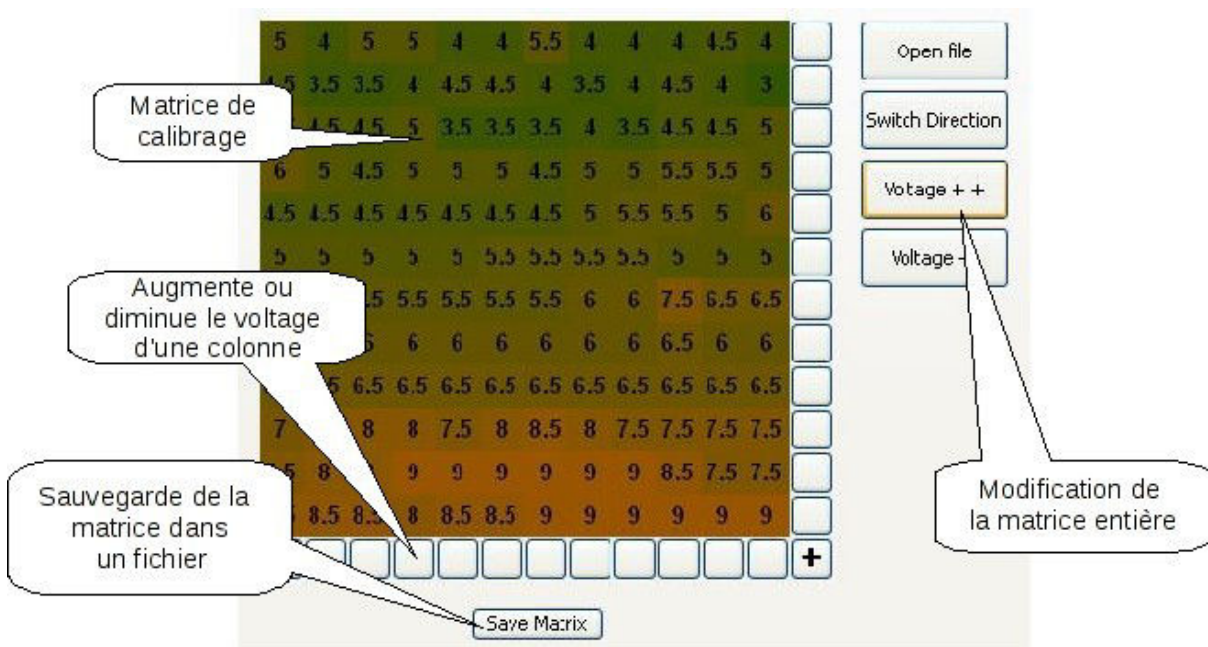 5 4 5 5 4 4 5.5 4 4 4 4.5 4
3.5 3.5 4 4.5 4.5 4 3.5 4 4.5 4 3
4.5 4.5 5 3.5 3.5 3.5 4 3.5 4.5 4.5 5
6 5 4.5 5 5 5 4.5 5 5 5.5 5.5 5
4.5 4.5 4.5 4.5 4.5 4.5 4.5 5 5.5 5.5 5 6
5 5 5 5 5 5.5 5.5 5.5 5.5 5 5 5
5.5 5.5 5.5 5.5 6 6 7.5 6.5 6.5
6 6 6 6 6 6 6.5 6 6
6.5 6.5 6.5 6.5 6.5 6.5 6.5 6.5 6.5 6.5
7 8 8 7.5 8 8.5 8 7.5 7.5 7.5 7.5
8 9 9 9 9 9 9 8.5 7.5 7.5
8.5 8.5 8 8.5 8.5 9 9 9 9 9 9
+
Open file
Switch Direction
Votage + +
Voltage -
Save Matrix
Matrice de
calibrage
Augmente ou
diminue le voltage
d'une colonne
Sauvegarde de la
matrice dans
un fichier
Modification de
la matrice entière